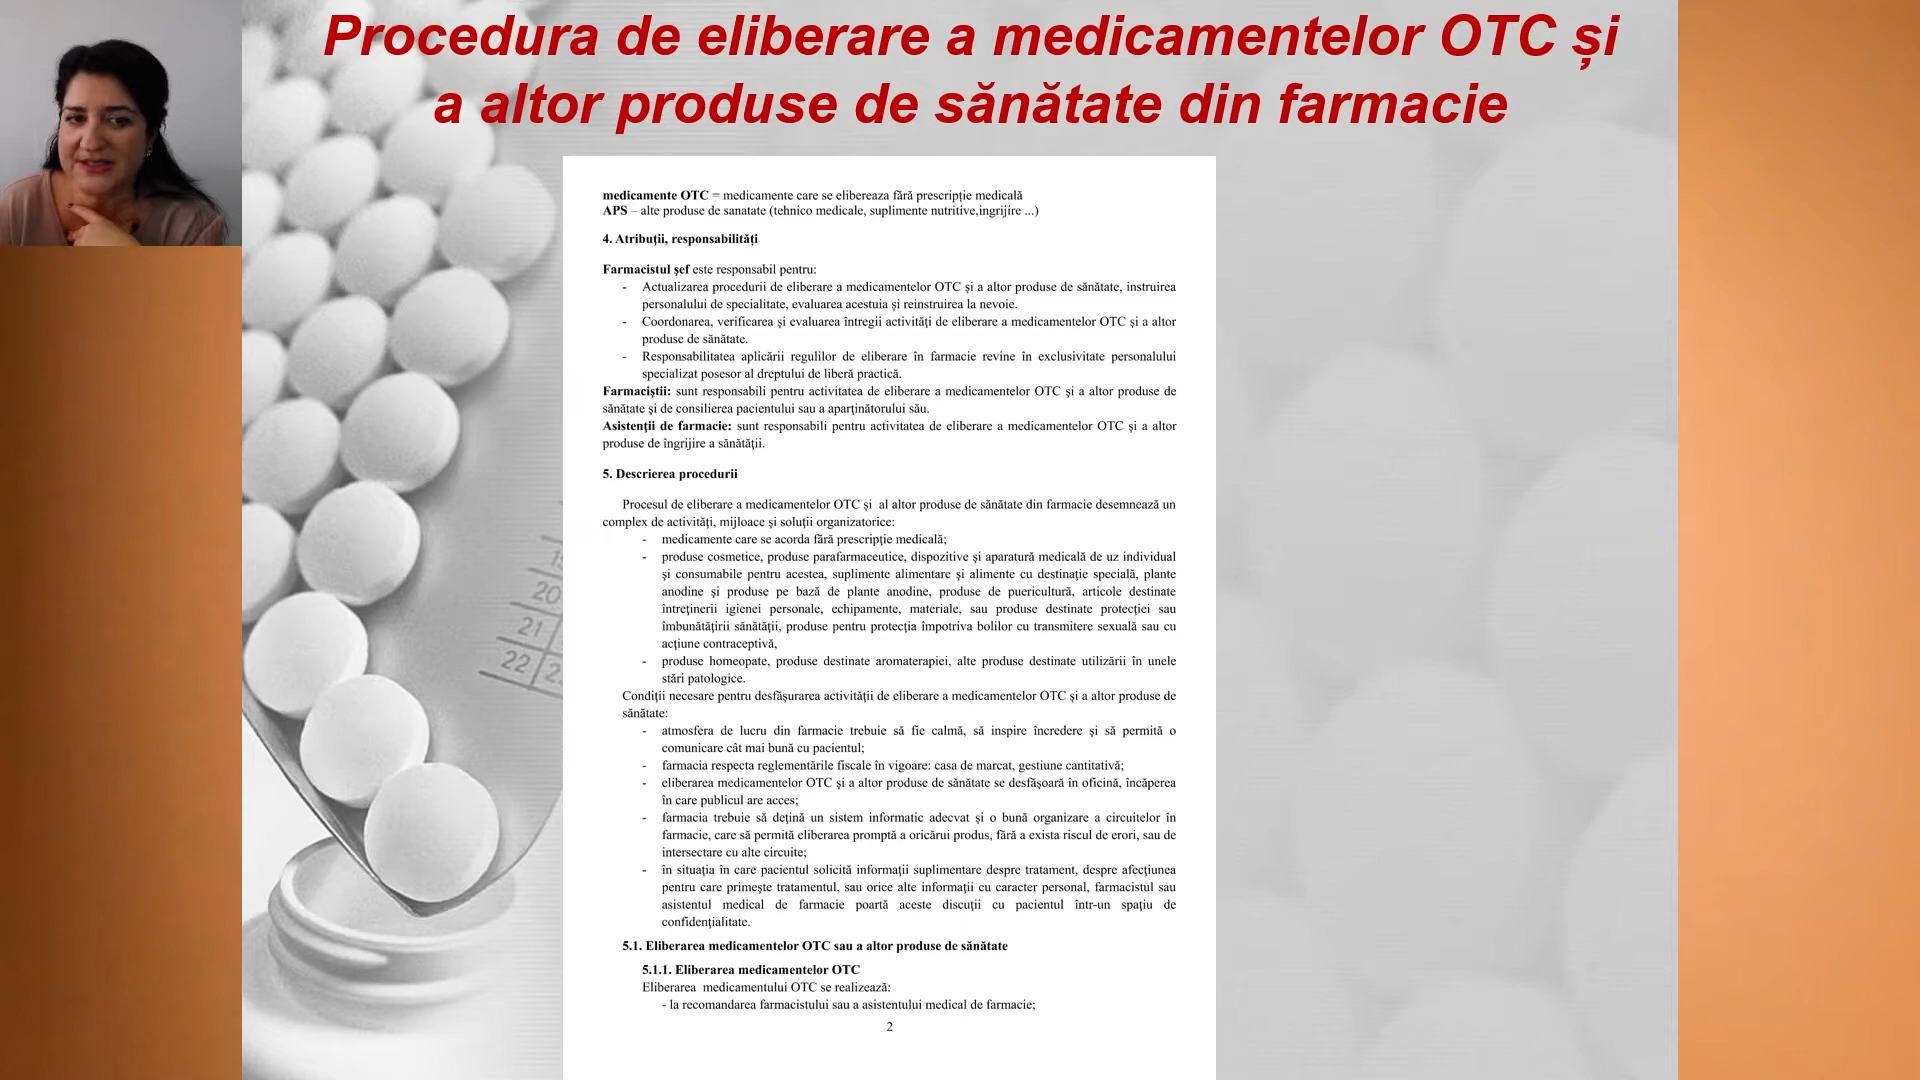 Procedura de eliberare a medicamentelor OTC și
a altor produse de sănătate din farmacie
medicamente OTC = medicamente care se elibereaza fără prescripție medicală
APS – alte produse de sanatate (tehnico medicale, suplimente nutritive,ingrijire ...)
4. Atribuții, responsabilități
Farmacistul şef este responsabil pentru:
- Actualizarea procedurii de eliberare a medicamentelor OTC şi a altor produse de sănătate, instruirea
personalului de specialitate, evaluarea acestuia şi reinstruirea la nevoie.
- Coordonarea, verificarea şi evaluarea întregii activităţi de eliberare a medicamentelor OTC şi a altor
produse de sănătate.
- Responsabilitatea aplicării regulilor de eliberare în farmacie revine în exclusivitate personalului
specializat posesor al dreptului de liberă practică.
Farmaciştii: sunt responsabili pentru activitatea de eliberare a medicamentelor OTC şi a altor produse de
sănătate şi de consilierea pacientului sau a aparţinătorului său.
Asistenţii de farmacie: sunt responsabili pentru activitatea de eliberare a medicamentelor OTC şi a altor
produse de îngrijire a sănătăţii.
5. Descrierea procedurii
Procesul de eliberare a medicamentelor OTC şi al altor produse de sănătate din farmacie desemnează un
complex de activităţi, mijloace şi soluţii organizatorice:
- medicamente care se acorda fără prescripţie medicală;
- produse cosmetice, produse parafarmaceutice, dispozitive şi aparatură medicală de uz individual
şi consumabile pentru acestea, suplimente alimentare şi alimente cu destinaţie specială, plante
anodine şi produse pe bază de plante anodine, produse de puericultură, articole destinate
întreţinerii igienei personale, echipamente, materiale, sau produse destinate protecţiei sau
îmbunătăţirii sănătăţii, produse pentru protecţia împotriva bolilor cu transmitere sexuală sau cu
acţiune contraceptivă,
- produse homeopate, produse destinate aromaterapiei, alte produse destinate utilizării în unele
stări patologice.
Condiţii necesare pentru desfăşurarea activităţii de eliberare a medicamentelor OTC şi a altor produse de
sănătate:
- atmosfera de lucru din farmacie trebuie să fie calmă, să inspire încredere şi să permită o
comunicare cât mai bună cu pacientul;
- farmacia respecta reglementările fiscale în vigoare: casa de marcat, gestiune cantitativă;
- eliberarea medicamentelor OTC şi a altor produse de sănătate se desfăşoară în oficină, încăperea
în care publicul are acces;
- farmacia trebuie să deţină un sistem informatic adecvat şi o bună organizare a circuitelor în
farmacie, care să permită eliberarea promptă a oricărui produs, fără a exista riscul de erori, sau de
intersectare cu alte circuite;
- în situaţia în care pacientul solicită informaţii suplimentare despre tratament, despre afecţiunea
pentru care primeşte tratamentul, sau orice alte informaţii cu caracter personal, farmacistul sau
asistentul medical de farmacie poartă aceste discuţii cu pacientul într-un spaţiu de
confidenţialitate.
5.1. Eliberarea medicamentelor OTC sau a altor produse de sănătate
5.1.1. Eliberarea medicamentelor OTC
Eliberarea medicamentului OTC se realizează:
- la recomandarea farmacistului sau a asistentului medical de farmacie;
2
20
21
22